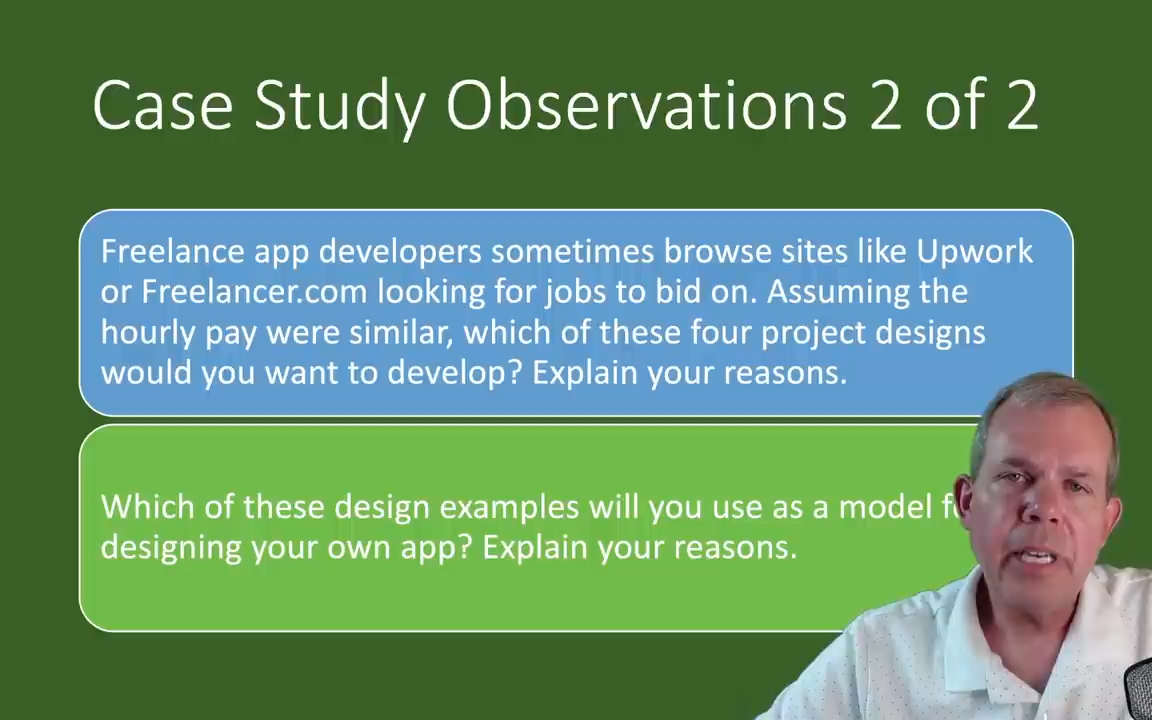 Case Study Observations 2 of 2
Freelance app developers sometimes browse sites like Upwork
or Freelancer.com looking for jobs to bid on. Assuming the
hourly pay were similar, which of these four project designs
would you want to develop? Explain your reasons.
Which of these design examples will you use as a model
designing your own app? Explain your reasons.